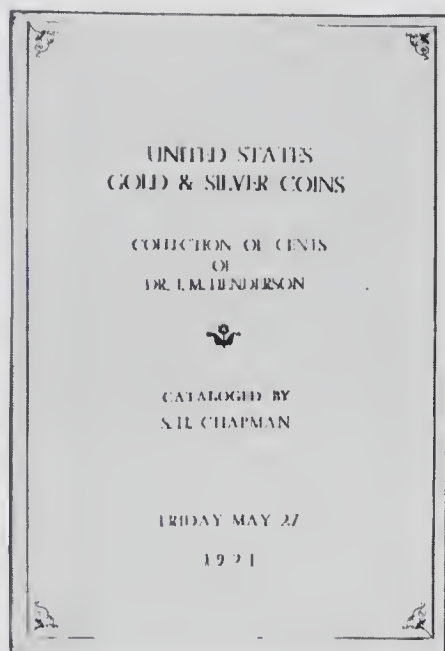 UNITED STATES
GOLD & SILVER COINS
COLLECTION OF CENTS
OF
DR. J. M. HENDERSON
CATALOGED BY
S. H. CHAPMAN
FRIDAY MAY 27
1921